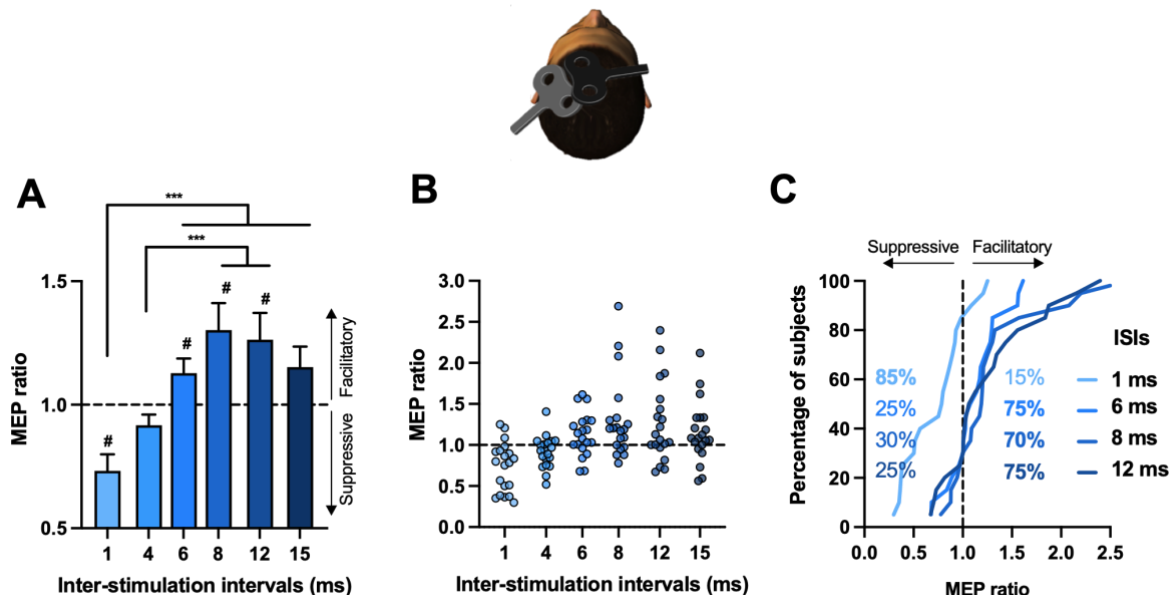 A
***
***
#
#
#
#
MEP ratio
1.5
1.0
0.5
Facilitatory
Suppressive
1 4 6 8 12 15
Inter-stimulation intervals (ms)
B
MEP ratio
3.0
2.5
2.0
1.5
1.0
0.5
0.0
1 4 6 8 12 15
Inter-stimulation intervals (ms)
C
Suppressive Facilitatory
Percentage of subjects
100
80
60
40
20
0
ISIs
85% 15% 1 ms
25% 75% 6 ms
30% 70% 8 ms
25% 75% 12 ms
0.0 0.5 1.0 1.5 2.0 2.5
MEP ratio